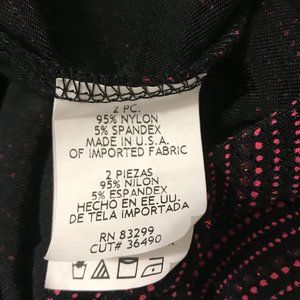 2 PC.
95% NYLON
5% SPANDEX
MADE IN U.S.A.
OF IMPORTED FABRIC
2 PIEZAS
95% NILON
5% ESPANDEX
HECHO EN EE.UU.
DE TELA IMPORTADA
RN 83299
CUT# 36490